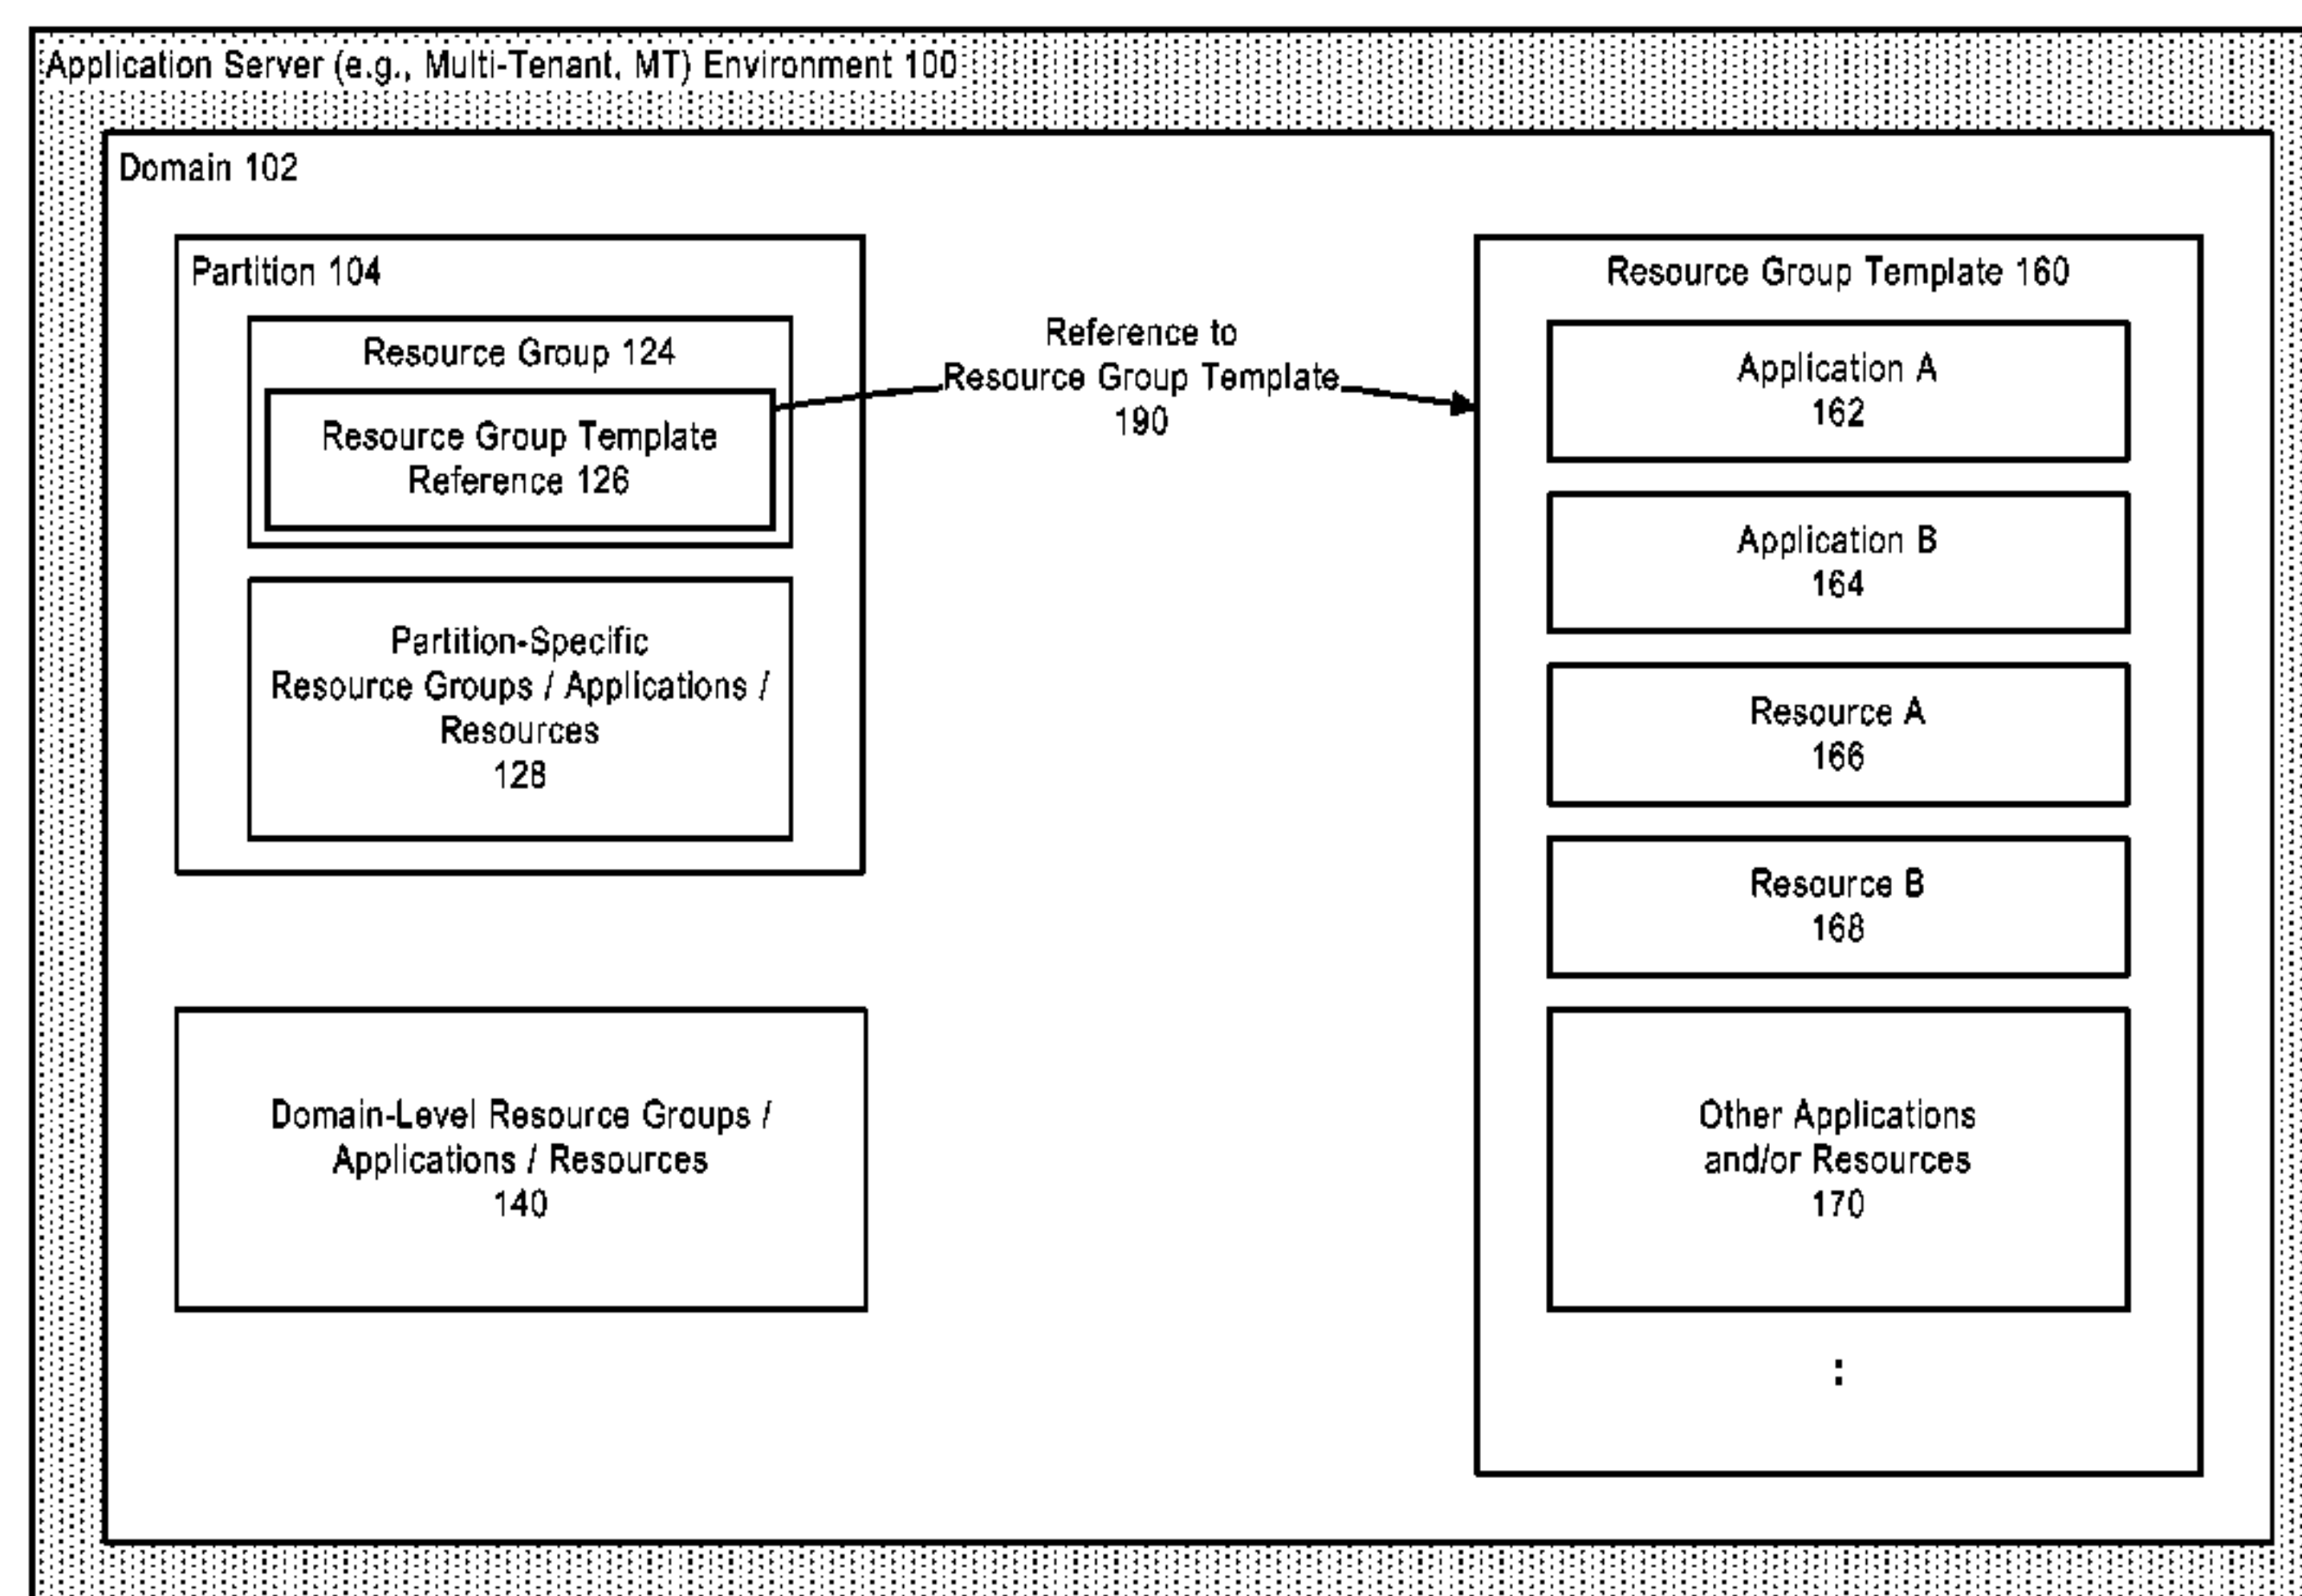 Application Server (e.g., Multi-Tenant, MT) Environment 100
Domain 102
Partition 104
Resource Group 124
Resource Group Template
Reference 126
Partition-Specific
Resource Groups / Applications /
Resources
128
Domain-Level Resource Groups /
Applications / Resources
140
Reference to
Resource Group Template
190
Resource Group Template 160
Application A
162
Application B
164
Resource A
166
Resource B
168
Other Applications
and/or Resources
170
: